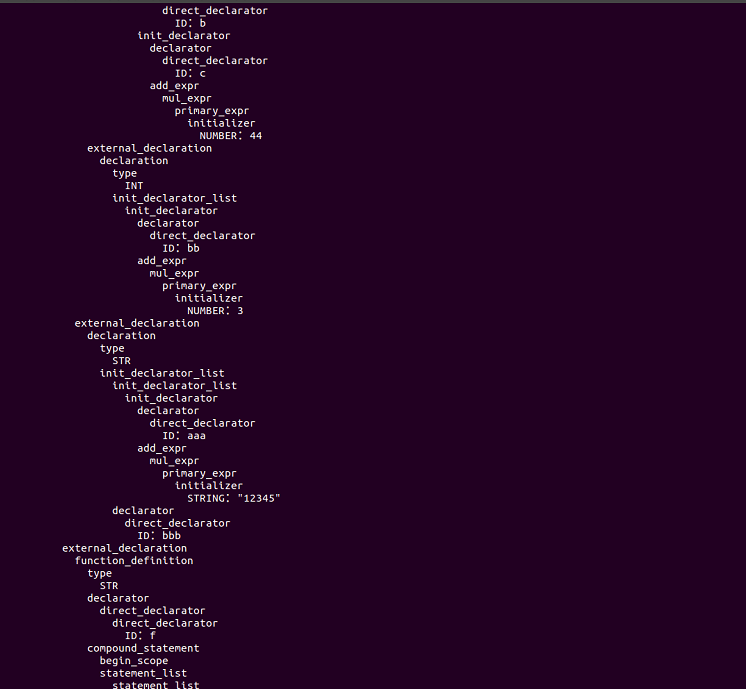 direct_declarator
ID: b
init_declarator
declarator
direct_declarator
ID: c
add_expr
mul_expr
primary_expr
initializer
NUMBER: 44
external_declaration
declaration
type
INT
init_declarator_list
init_declarator
declarator
direct_declarator
ID: bb
add_expr
mul_expr
primary_expr
initializer
NUMBER: 3
external_declaration
declaration
type
STR
init_declarator_list
init_declarator_list
init_declarator
declarator
direct_declarator
ID: aaa
add_expr
mul_expr
primary_expr
initializer
STRING: "12345"
declarator
direct_declarator
ID: bbb
external_declaration
function_definition
type
STR
declarator
direct_declarator
direct_declarator
ID: f
compound_statement
begin_scope
statement_list
statement_list